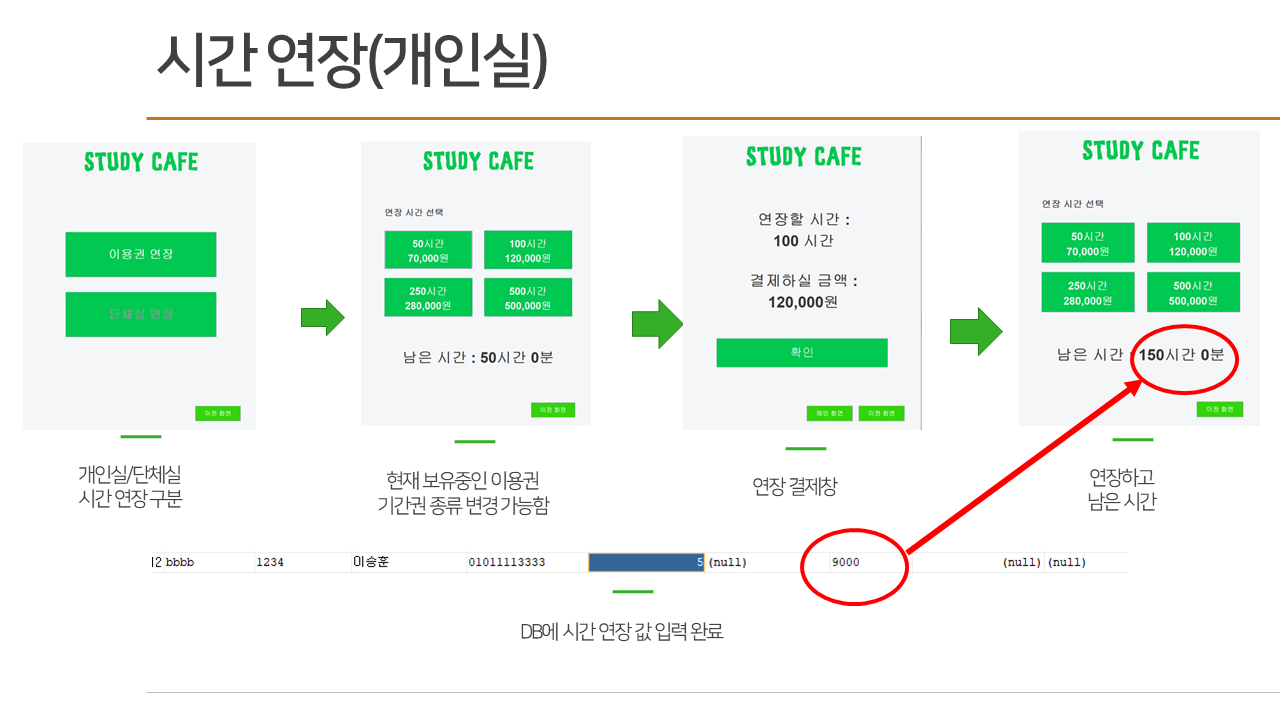 시간 연장(개인실)
STUDY CAFE
이용권 연장
단체실 연장
이전 화면
개인실/단체실
시간 연장 구분
STUDY CAFE
연장 시간 선택
50시간
70,000원
100시간
120,000원
250시간
280,000원
500시간
500,000원
남은 시간 : 50시간 0분
이전 화면
현재 보유중인 이용권
기간권 종류 변경 가능함
STUDY CAFE
연장할 시간 :
100 시간
결제하실 금액 :
120,000원
확인
메인 화면
이전 화면
연장 결제창
STUDY CAFE
연장 시간 선택
50시간
70,000원
100시간
120,000원
250시간
280,000원
500시간
500,000원
남은 시간 : 150시간 0분
이전 화면
연장하고
남은 시간
12 bbbb 1234 이승훈 01011113333 5 (null) 9000 (null) (null)
DB에 시간 연장 값 입력 완료